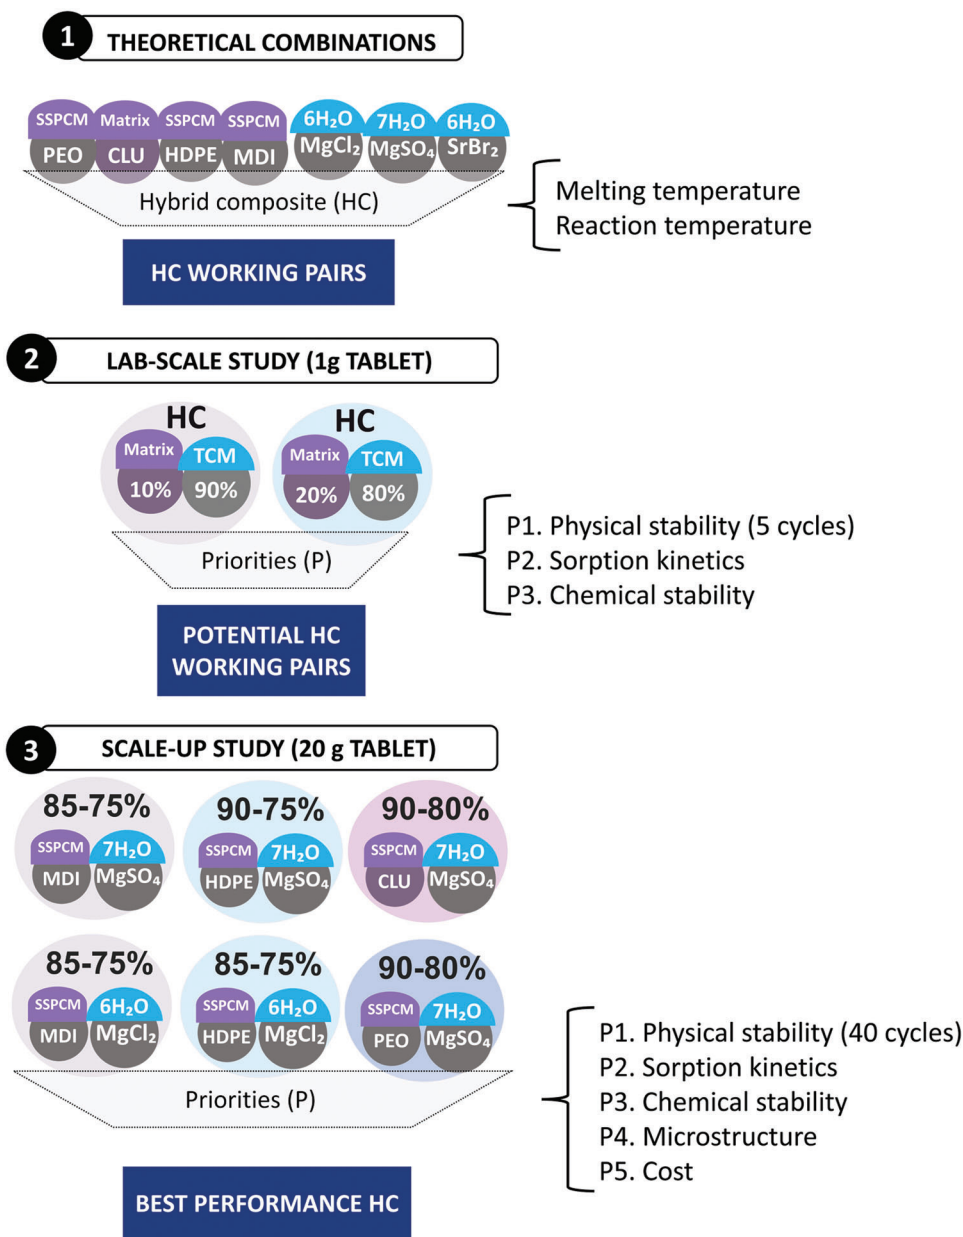 1 THEORETICAL COMBINATIONS
SSPCM Matrix SSPCM SSPCM 6H₂O 7H₂O 6H₂O
PEO CLU HDPE MDI MgCl₂ MgSO₄ SrBr₂
Hybrid composite (HC)
Melting temperature
Reaction temperature
HC WORKING PAIRS
2 LAB-SCALE STUDY (1g TABLET)
HC HC
Matrix TCM Matrix TCM
10% 90% 20% 80%
Priorities (P)
P1. Physical stability (5 cycles)
P2. Sorption kinetics
P3. Chemical stability
POTENTIAL HC
WORKING PAIRS
3 SCALE-UP STUDY (20 g TABLET)
85-75% 90-75% 90-80%
SSPCM 7H₂O SSPCM 7H₂O SSPCM 7H₂O
MDI MgSO₄ HDPE MgSO₄ CLU MgSO₄
85-75% 85-75% 90-80%
SSPCM 6H₂O SSPCM 6H₂O SSPCM 7H₂O
MDI MgCl₂ HDPE MgCl₂ PEO MgSO₄
Priorities (P)
P1. Physical stability (40 cycles)
P2. Sorption kinetics
P3. Chemical stability
P4. Microstructure
P5. Cost
BEST PERFORMANCE HC